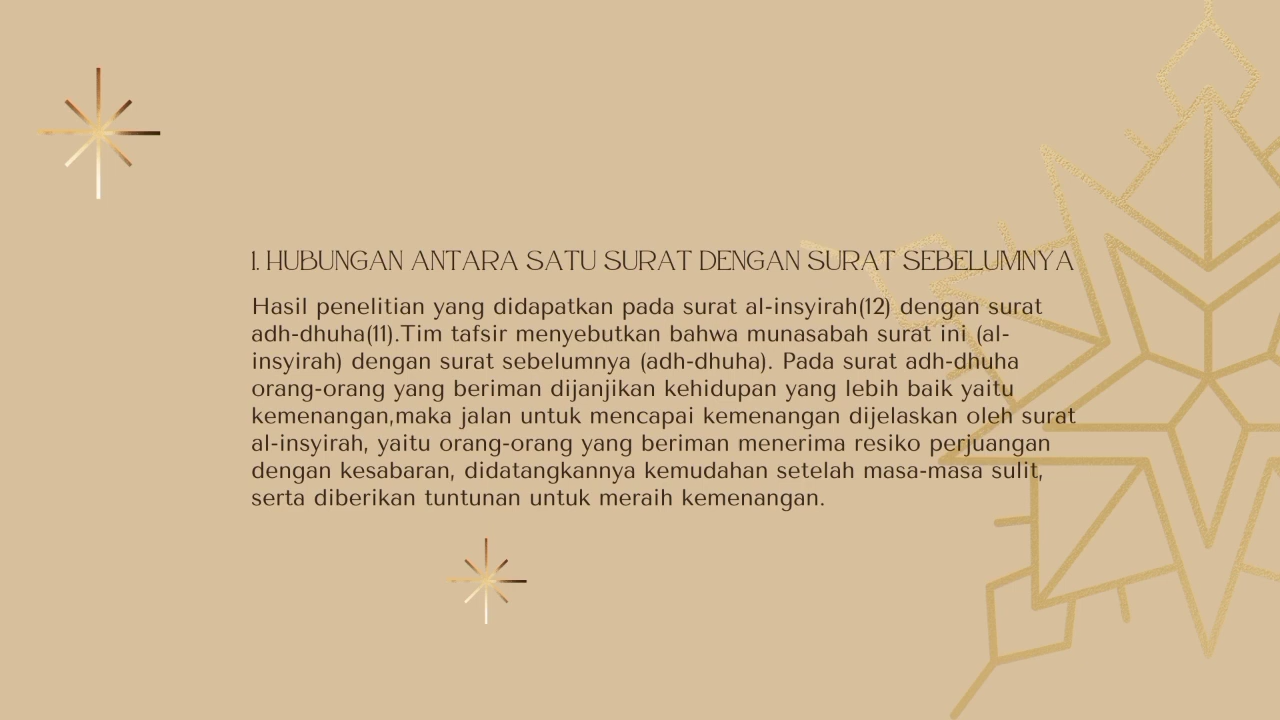 1. HUBUNGAN ANTARA SATU SURAT DENGAN SURAT SEBELUMNYA
Hasil penelitian yang didapatkan pada surat al-insyirah(12) dengan surat
adh-dhuha(11).Tim tafsir menyebutkan bahwa munasabah surat ini (al-
insyirah) dengan surat sebelumnya (adh-dhuha). Pada surat adh-dhuha
orang-orang yang beriman dijanjikan kehidupan yang lebih baik yaitu
kemenangan,maka jalan untuk mencapai kemenangan dijelaskan oleh surat
al-insyirah, yaitu orang-orang yang beriman menerima resiko perjuangan
dengan kesabaran, didatangkannya kemudahan setelah masa-masa sulit,
serta diberikan tuntunan untuk meraih kemenangan.